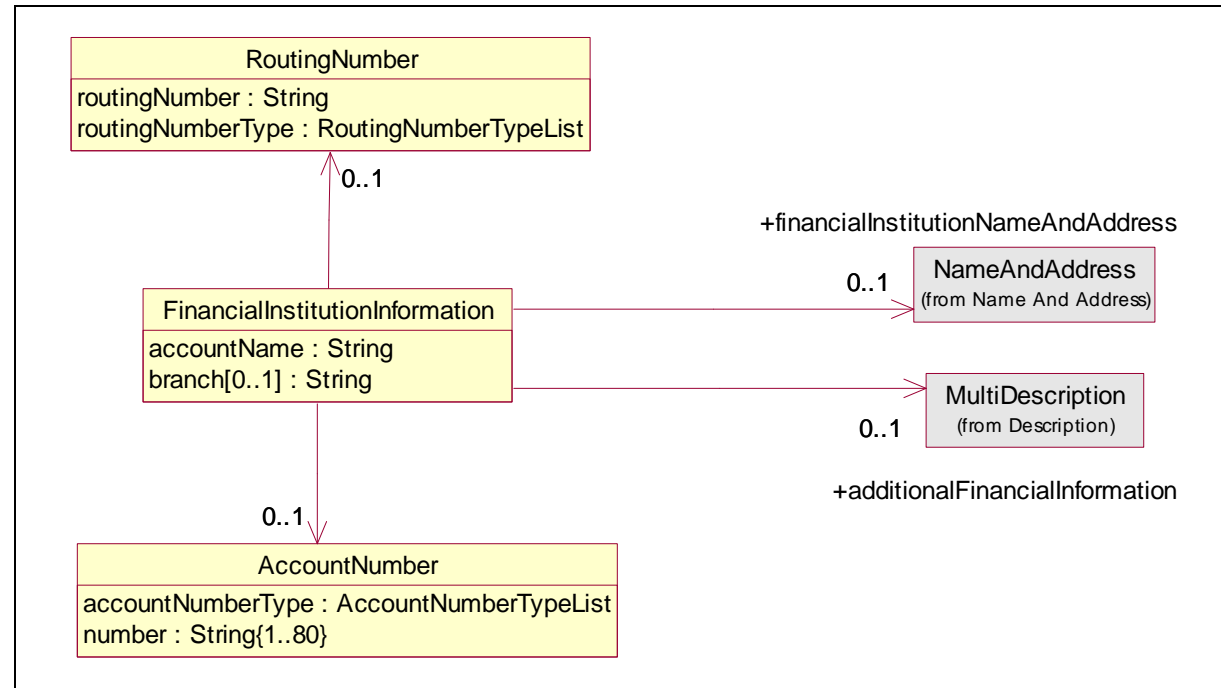 RoutingNumber
routingNumber : String
routingNumberType : RoutingNumberTypeList
0..1
+financialInstitutionNameAndAddress
0..1
NameAndAddress
(from Name And Address)
FinancialInstitutionInformation
accountName : String
branch[0..1] : String
MultiDescription
(from Description)
0..1
+additionalFinancialInformation
0..1
AccountNumber
accountNumberType : AccountNumberTypeList
number : String{1..80}